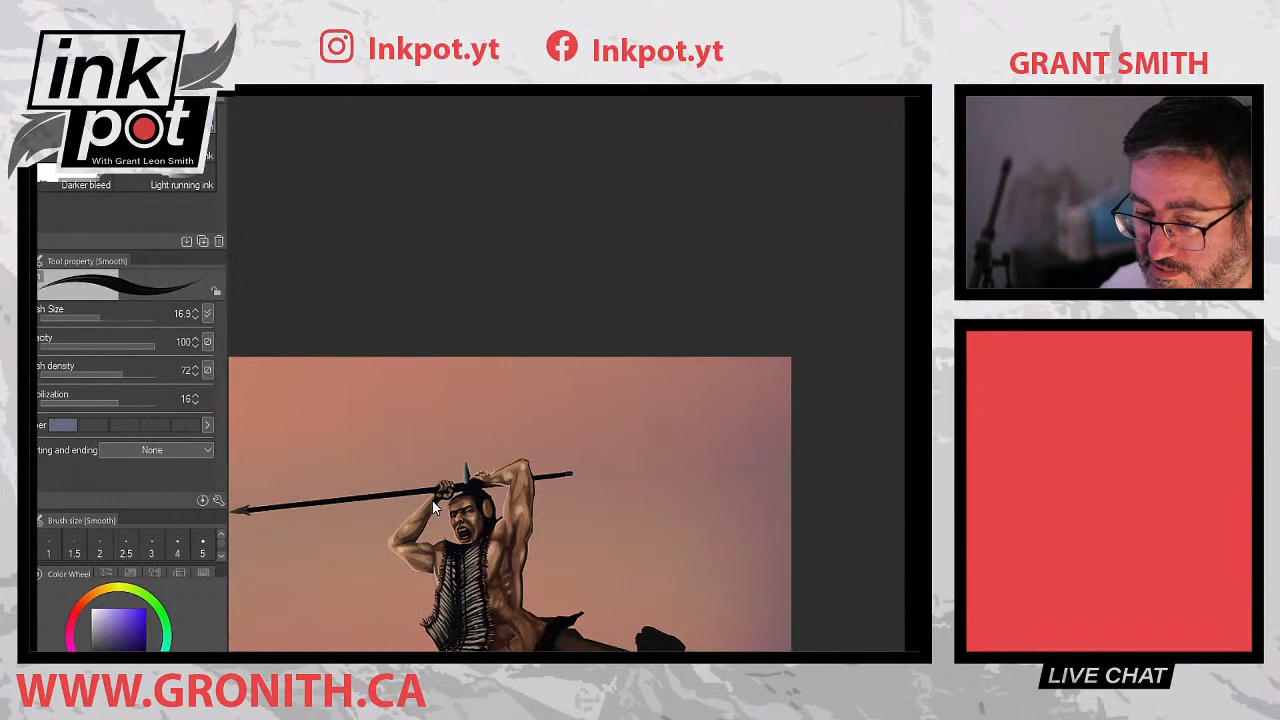 ink
pot
With Grant Leon Smith
Inkpot.yt
Inkpot.yt
GRANT SMITH
Darker bleed
Light running ink
Tool property [Smooth]
Size
16.9
100
density
72
16
None
Brush size [Smooth]
1 1.5 2 2.5 3 4 5
Color Wheel
LIVE CHAT
WWW.GRONITH.CA